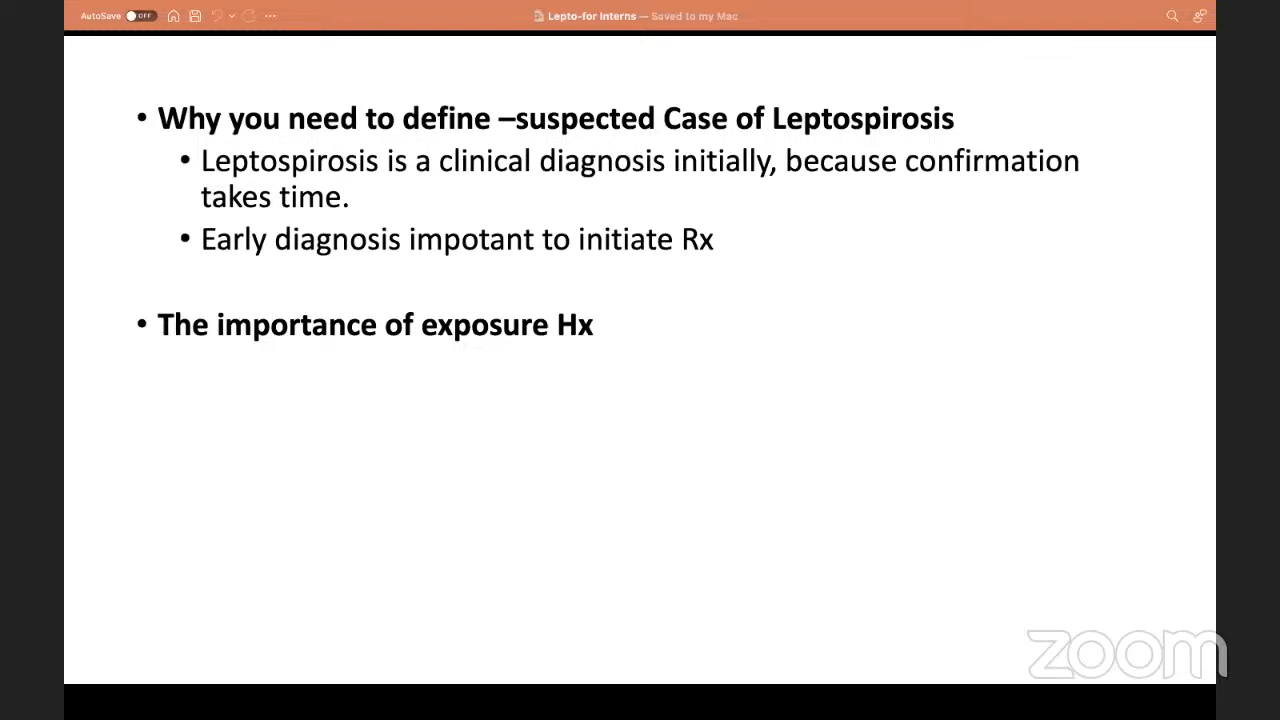 AutoSave OFF
Lepto-for Interns — Saved to my Mac
• Why you need to define –suspected Case of Leptospirosis
• Leptospirosis is a clinical diagnosis initially, because confirmation
takes time.
• Early diagnosis impotant to initiate Rx
• The importance of exposure Hx
zoom